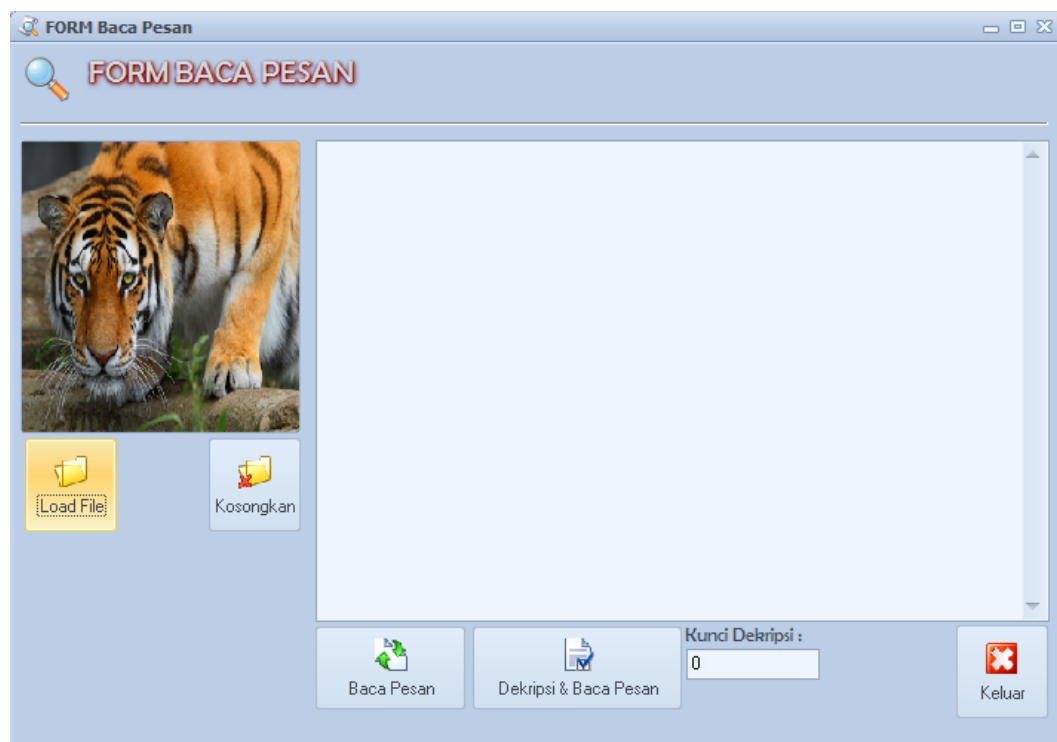 FORM Baca Pesan
FORM BACA PESAN
Load File
Kosongkan
Kunci Dekripsi :
0
Baca Pesan
Dekripsi & Baca Pesan
Keluar